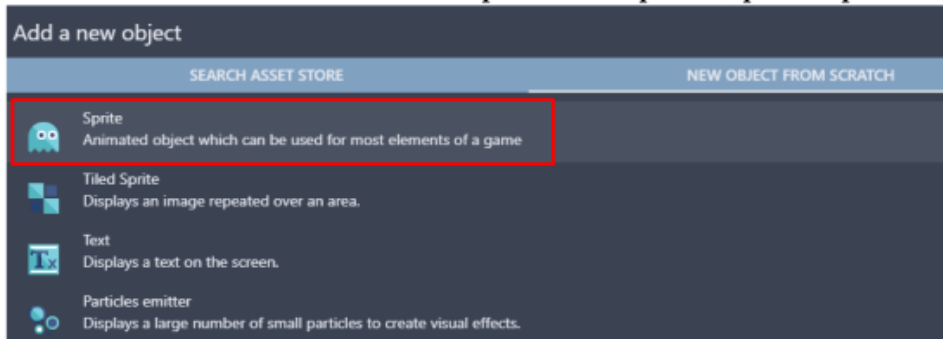 Add a new object
SEARCH ASSET STORE
NEW OBJECT FROM SCRATCH
Sprite
Animated object which can be used for most elements of a game
Tiled Sprite
Displays an image repeated over an area.
Text
Tx
Displays a text on the screen.
Particles emitter
Displays a large number of small particles to create visual effects.